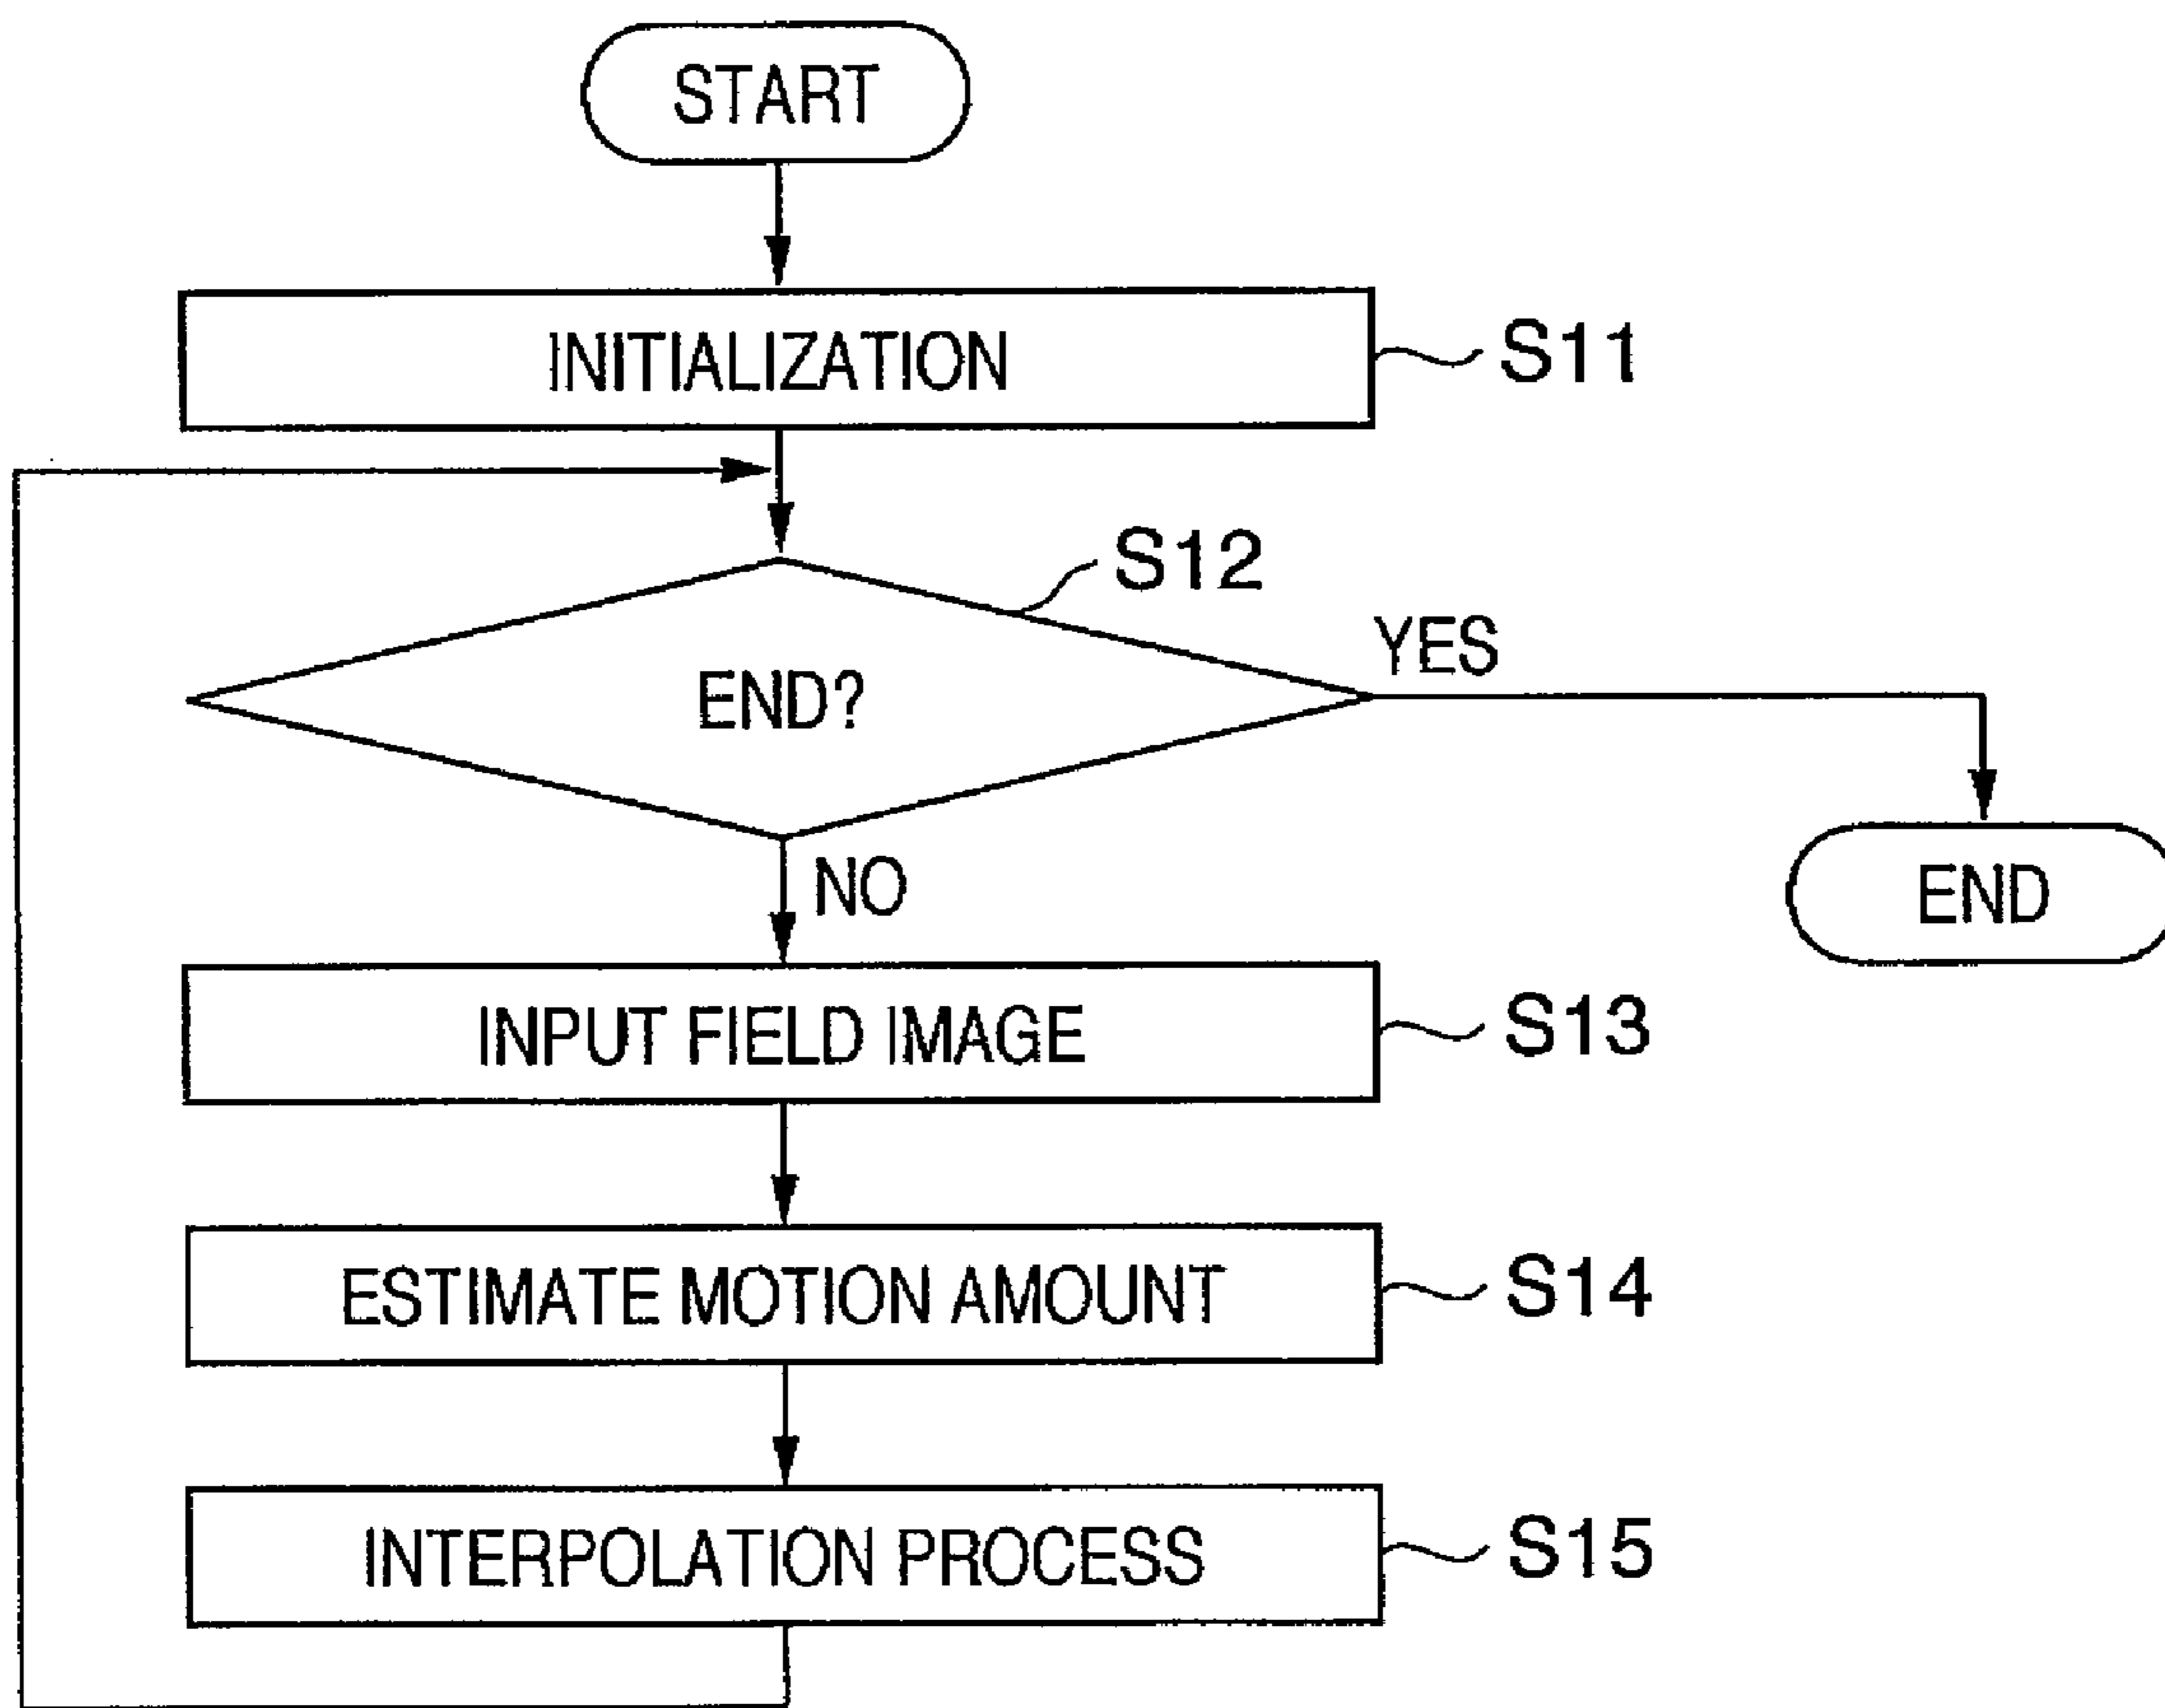 START
INITIALIZATION
S11
S12
END?
YES
NO
END
INPUT FIELD IMAGE
S13
ESTIMATE MOTION AMOUNT
S14
INTERPOLATION PROCESS
S15